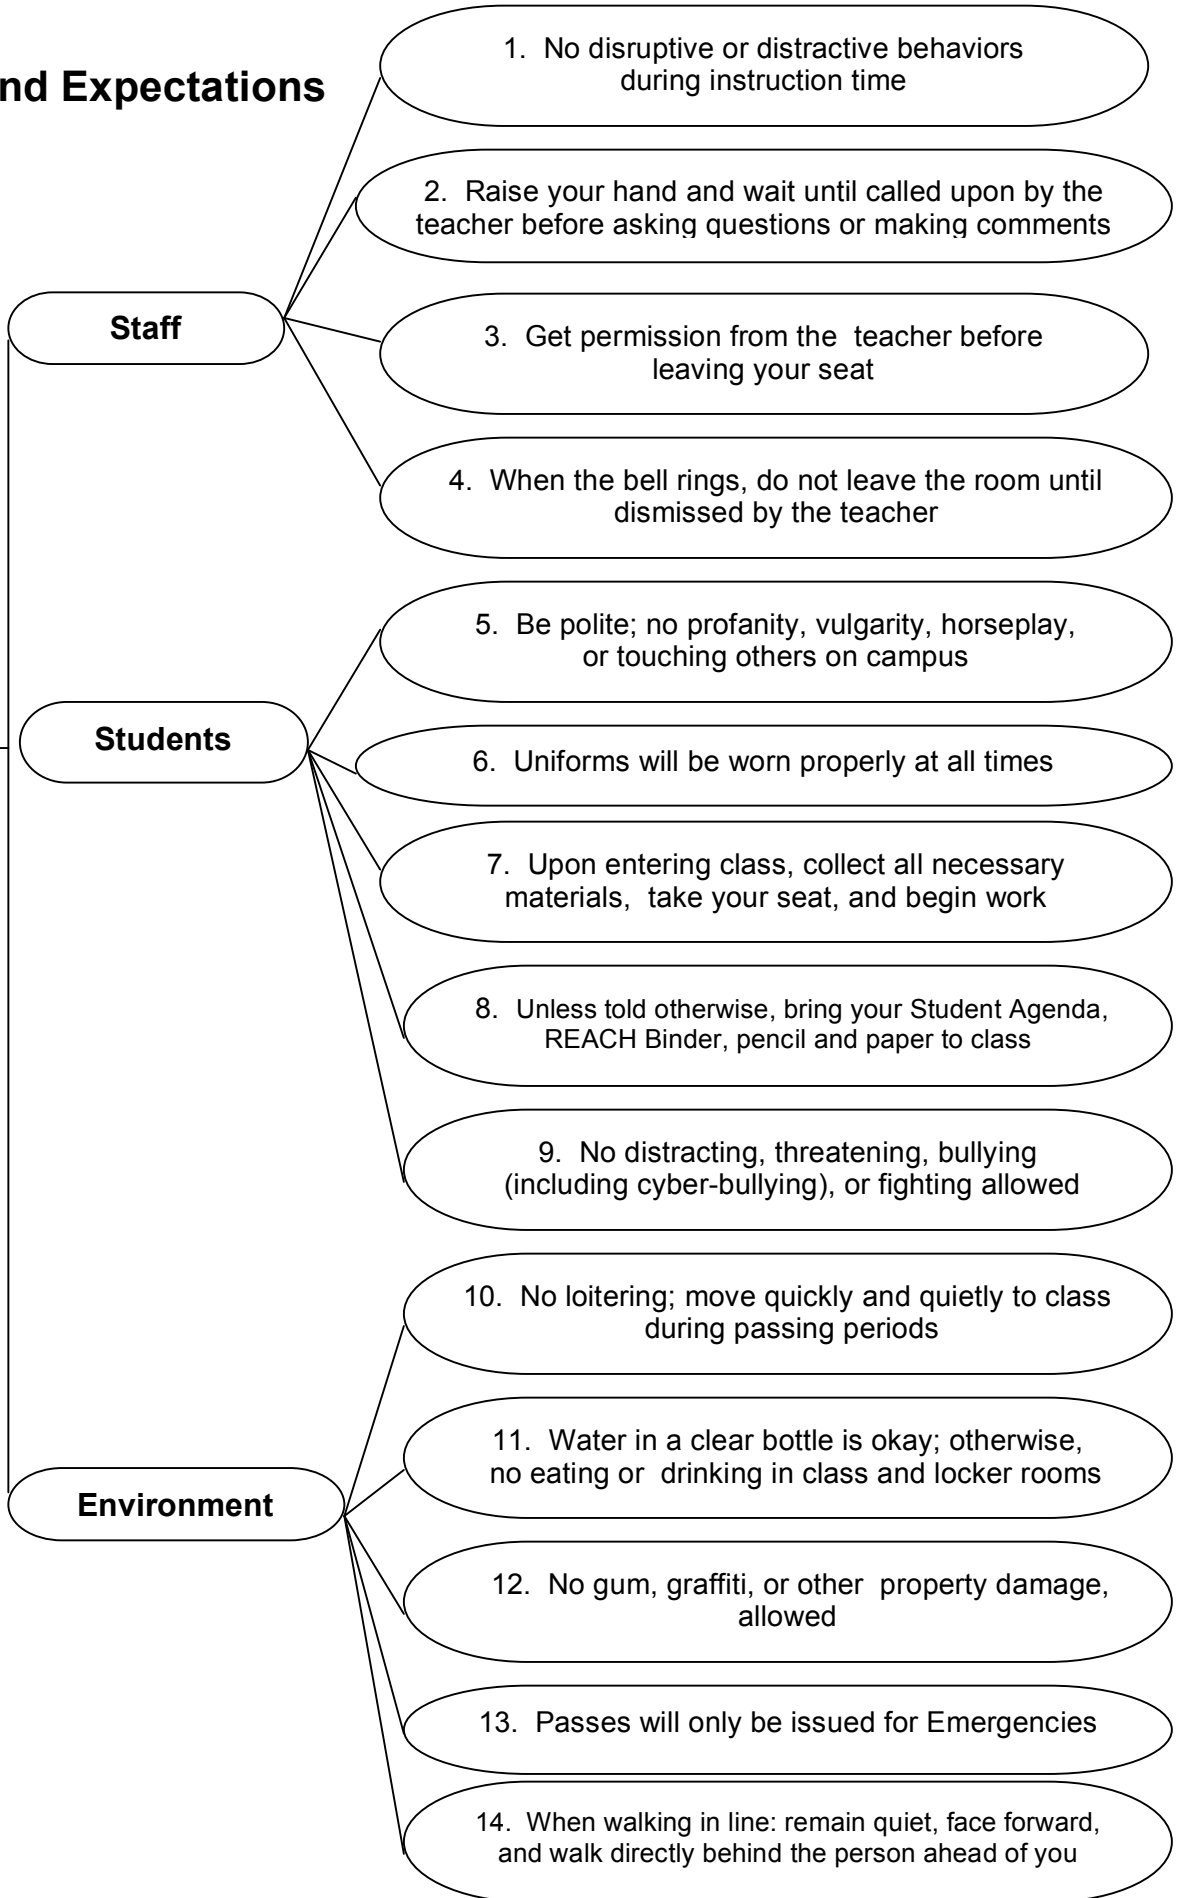 nd Expectations
1. No disruptive or distractive behaviors
during instruction time
2. Raise your hand and wait until called upon by the
teacher before asking questions or making comments
Staff
3. Get permission from the teacher before
leaving your seat
4. When the bell rings, do not leave the room until
dismissed by the teacher
5. Be polite; no profanity, vulgarity, horseplay,
or touching others on campus
Students
6. Uniforms will be worn properly at all times
7. Upon entering class, collect all necessary
materials, take your seat, and begin work
8. Unless told otherwise, bring your Student Agenda,
REACH Binder, pencil and paper to class
9. No distracting, threatening, bullying
(including cyber-bullying), or fighting allowed
10. No loitering; move quickly and quietly to class
during passing periods
11. Water in a clear bottle is okay; otherwise,
no eating or drinking in class and locker rooms
Environment
12. No gum, graffiti, or other property damage,
allowed
13. Passes will only be issued for Emergencies
14. When walking in line: remain quiet, face forward,
and walk directly behind the person ahead of you